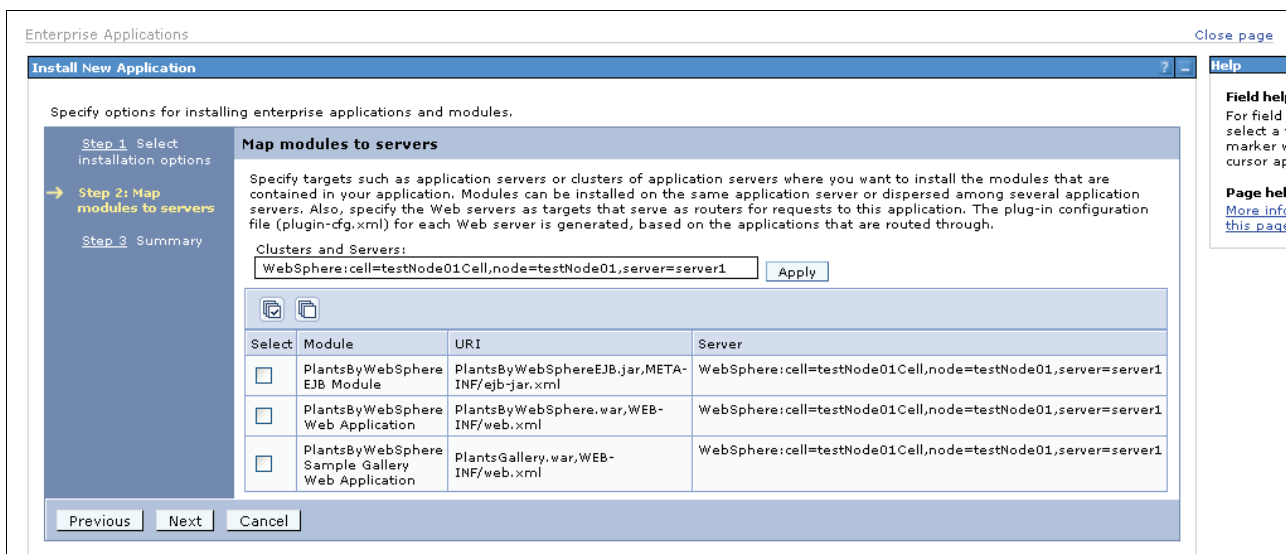 Enterprise Applications
Close page
Install New Application
?
Help
Specify options for installing enterprise applications and modules.
Step 1 Select
installation options
Step 2: Map
modules to servers
Step 3 Summary
Map modules to servers
Specify targets such as application servers or clusters of application servers where you want to install the modules that are
contained in your application. Modules can be installed on the same application server or dispersed among several application
servers. Also, specify the Web servers as targets that serve as routers for requests to this application. The plug-in configuration
file (plugin-cfg.xml) for each Web server is generated, based on the applications that are routed through.
Clusters and Servers:
WebSphere:cell=testNode01Cell,node=testNode01,server=server1
Apply
Select Module URI Server
PlantsByWebSphere PlantsByWebSphereEJB.jar,META- WebSphere:cell=testNode01Cell,node=testNode01,server=server1
EJB Module INF/ejb-jar.xml
PlantsByWebSphere PlantsByWebSphere.war,WEB- WebSphere:cell=testNode01Cell,node=testNode01,server=server1
Web Application INF/web.xml
PlantsByWebSphere WebSphere:cell=testNode01Cell,node=testNode01,server=server1
Sample Gallery PlantsGallery.war,WEB-
Web Application INF/web.xml
Previous Next Cancel
Field hel
For field
select a
marker
cursor
Page hel
More info
this page